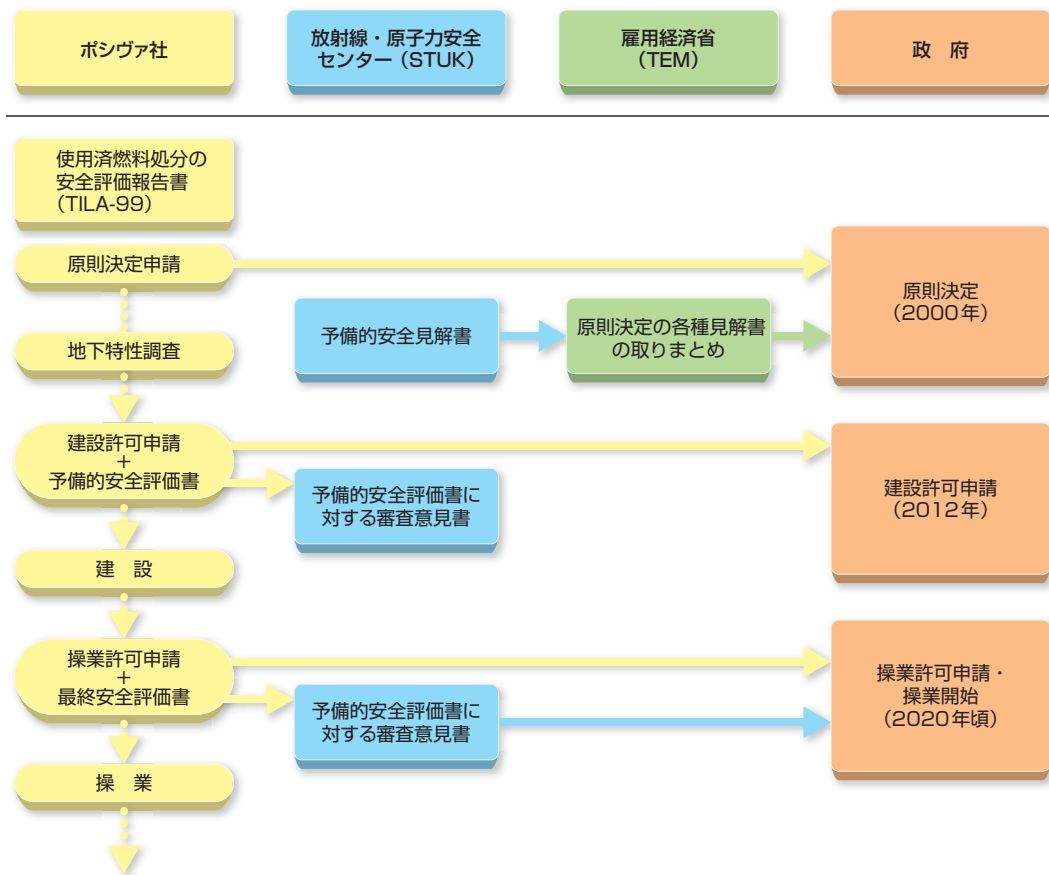 ポシヴァ社
放射線・原子力安全
センター（STUK）
雇用経済省
（TEM）
政　府
使用済燃料処分の
安全評価報告書
（TILA-99）
原則決定申請
原則決定
（2000年）
予備的安全見解書
原則決定の各種見解書
の取りまとめ
地下特性調査
建設許可申請
＋
予備的安全評価書
予備的安全評価書に
対する審査意見書
建設許可申請
（2012年）
建　設
操業許可申請
＋
最終安全評価書
予備的安全評価書に
対する審査意見書
操業許可申請・
操業開始
（2020年頃）
操　業